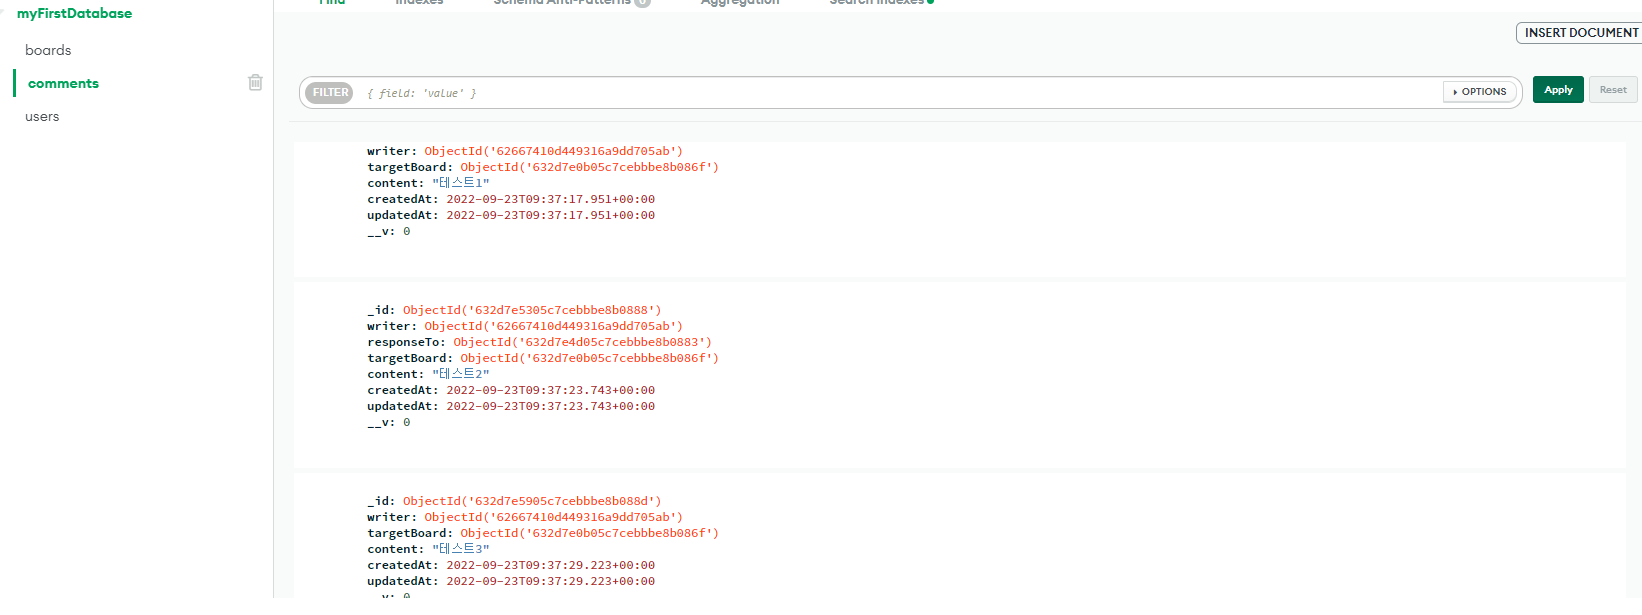 myFirstDatabase
Find Indexes Schema Anti-Patterns Aggregation Search Indexes
boards
comments
users
INSERT DOCUMENT
FILTER { field: 'value' } OPTIONS Apply Reset
writer: ObjectId('62667410d449316a9dd705ab')
targetBoard: ObjectId('632d7e0b05c7cebbbe8b086f')
content: "테스트1"
createdAt: 2022-09-23T09:37:17.951+00:00
updatedAt: 2022-09-23T09:37:17.951+00:00
__v: 0
_id: ObjectId('632d7e5305c7cebbbe8b0888')
writer: ObjectId('62667410d449316a9dd705ab')
responseTo: ObjectId('632d7e4d05c7cebbbe8b0883')
targetBoard: ObjectId('632d7e0b05c7cebbbe8b086f')
content: "테스트2"
createdAt: 2022-09-23T09:37:23.743+00:00
updatedAt: 2022-09-23T09:37:23.743+00:00
__v: 0
_id: ObjectId('632d7e5905c7cebbbe8b088d')
writer: ObjectId('62667410d449316a9dd705ab')
targetBoard: ObjectId('632d7e0b05c7cebbbe8b086f')
content: "테스트3"
createdAt: 2022-09-23T09:37:29.223+00:00
updatedAt: 2022-09-23T09:37:29.223+00:00
__v: 0